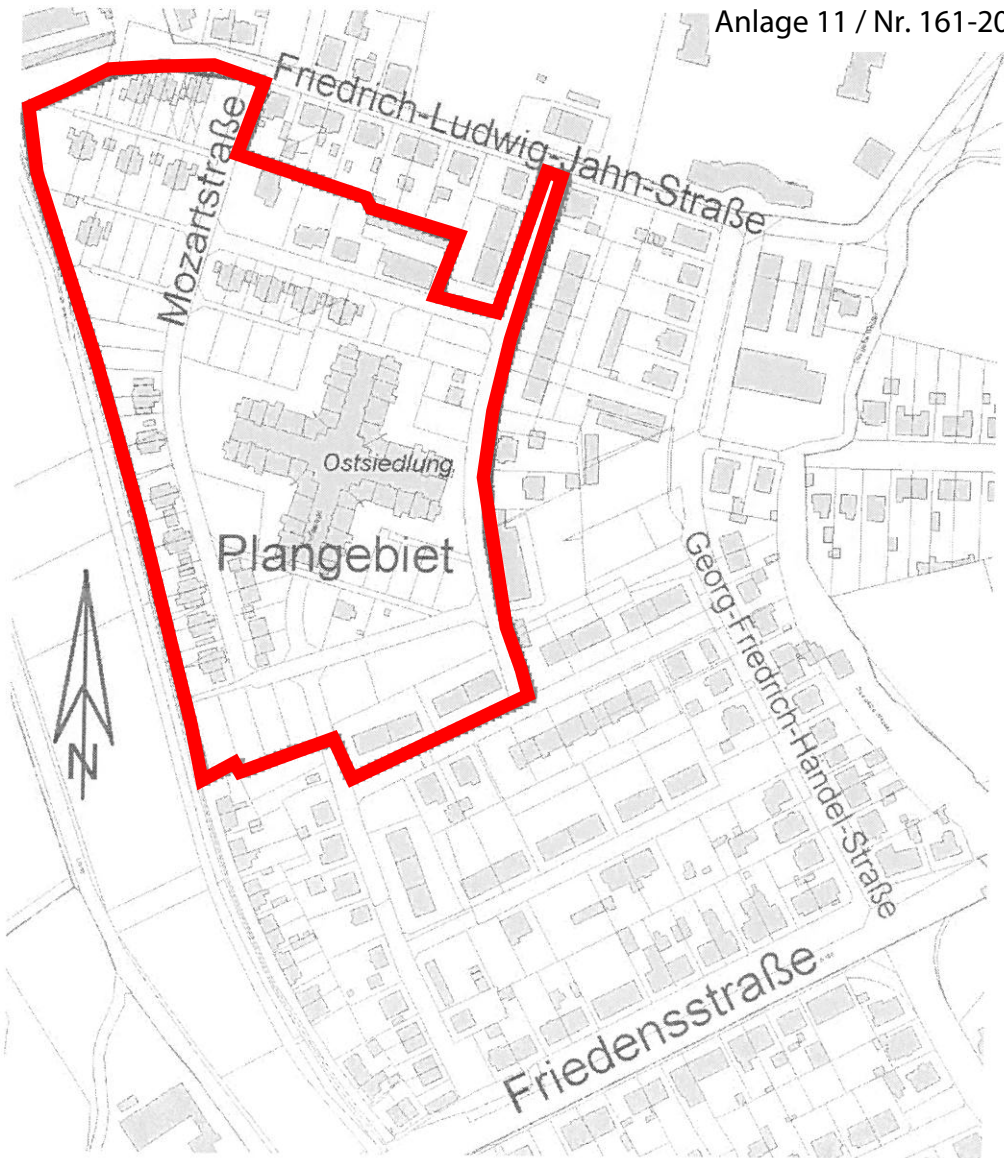 Anlage 11 / Nr. 161-20
Friedrich-Ludwig-Jahn-Straße
Mozartstraße
Ostsiedlung
Plangebiet
Georg-Friedrich-Händel-Straße
N
Friedensstraße